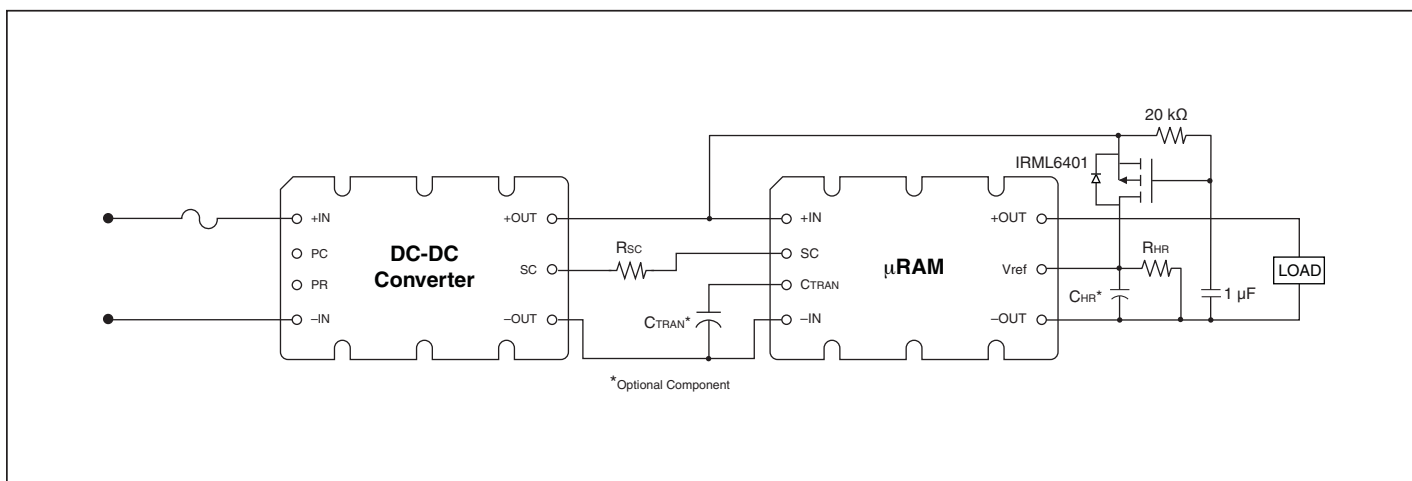 20 kΩ
IRML6401
+IN
+OUT
+IN
+OUT
PC
DC-DC
Converter
RSC
SC
µRAM
RHR
PR
SC
CTRAN
Vref
LOAD
CHR*
1 µF
–IN
–OUT
CTRAN*
–IN
–OUT
*Optional Component